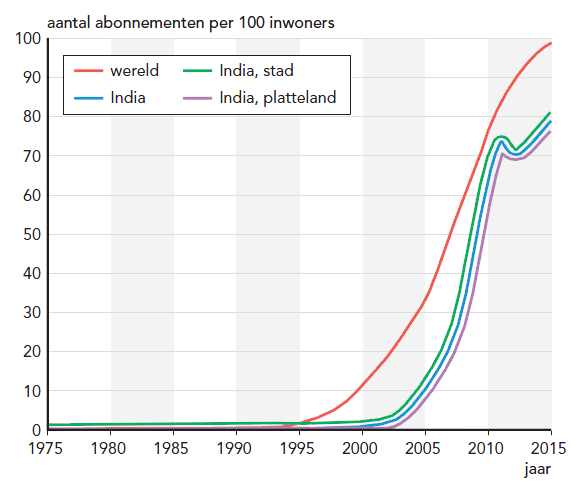 aantal abonnementen per 100 inwoners
100
90
80
70
60
50
40
30
20
10
0
wereld India, stad
India India, platteland
1975 1980 1985 1990 1995 2000 2005 2010 2015
jaar